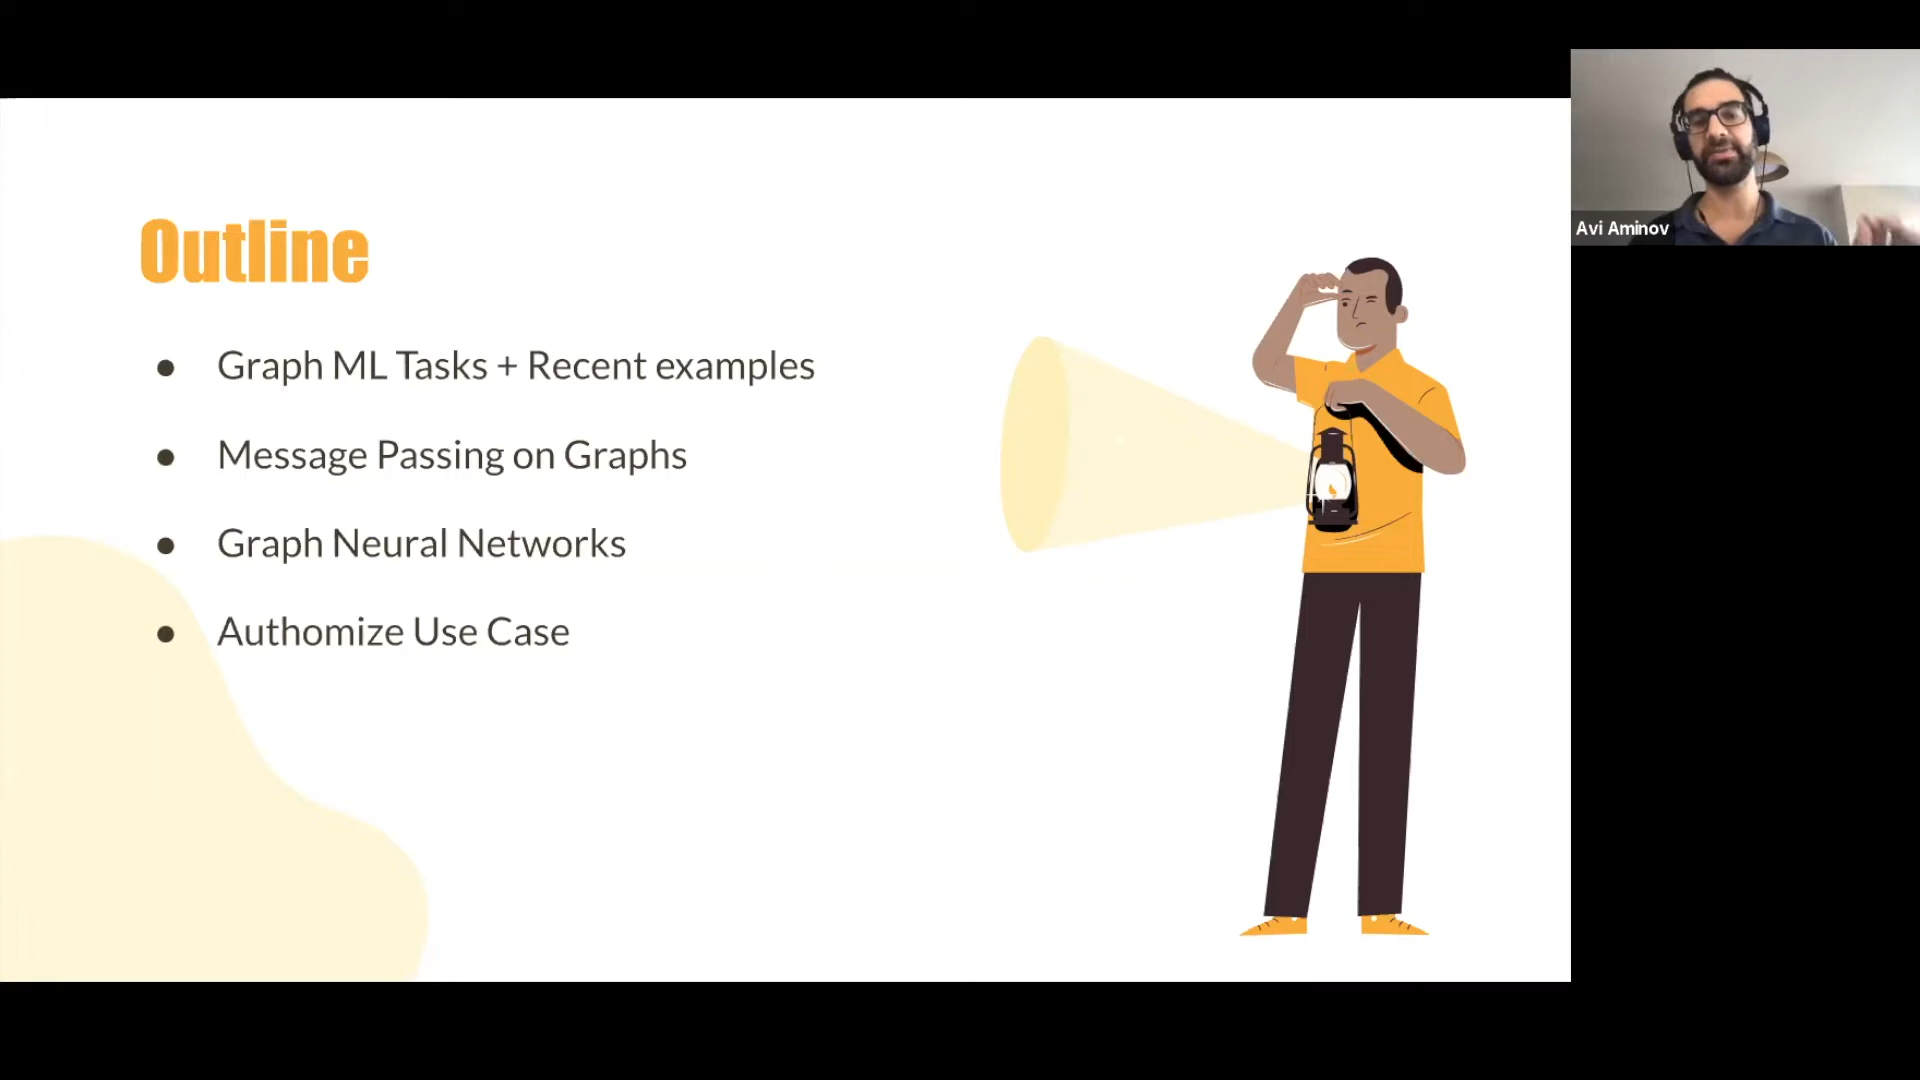 Outline
● Graph ML Tasks + Recent examples
● Message Passing on Graphs
● Graph Neural Networks
● Authomize Use Case
Avi Aminov